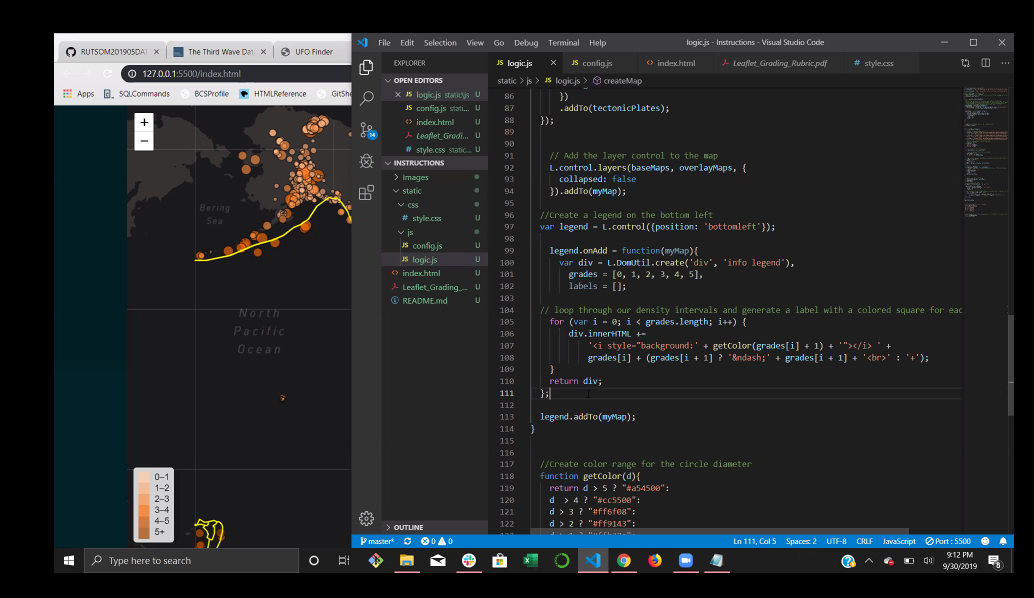 RUTSOM201905DA
The Third Wave Dat
UFO Finder
127.0.0.1:5500/index.html
Apps
SQLCommands
BCSProfile
HTMLReference
GitShe
+
−
Bering
Sea
North
Pacific
Ocean
0–1
1–2
2–3
3–4
4–5
5+
File Edit Selection View Go Debug Terminal Help
logic.js - Instructions - Visual Studio Code
EXPLORER
OPEN EDITORS
logic.js static\js U
config.js stati... U
index.html U
Leaflet_Gradi... U
style.css static... U
INSTRUCTIONS
Images
static
css
style.css U
js
config.js U
logic.js U
index.html U
Leaflet_Grading_... U
README.md U
OUTLINE
logic.js
config.js
index.html
Leaflet_Grading_Rubric.pdf
style.css
static > js > logic.js > createMap
86 })
87 .addTo(tectonicPlates);
88 });
89
90
91 // Add the layer control to the map
92 L.control.layers(baseMaps, overlayMaps, {
93 collapsed: false
94 }).addTo(myMap);
95
96 //Create a legend on the bottom left
97 var legend = L.control({position: 'bottomleft'});
98
99 legend.onAdd = function(myMap){
100 var div = L.DomUtil.create('div', 'info legend'),
101 grades = [0, 1, 2, 3, 4, 5],
102 labels = [];
103
104 // loop through our density intervals and generate a label with a colored square for eac
105 for (var i = 0; i < grades.length; i++) {
106 div.innerHTML +=
107 '<i style="background:' + getColor(grades[i] + 1) + '"></i> ' +
108 grades[i] + (grades[i + 1] ? '&ndash;' + grades[i + 1] + '<br>' : '+');
109 }
110 return div;
111 };
112
113 legend.addTo(myMap);
114 }
115
116
117 //Create color range for the circle diameter
118 function getColor(d){
119 return d > 5 ? "#a54500":
120 d > 4 ? "#cc5500":
121 d > 3 ? "#ff6f08":
122 d > 2 ? "#ff9143":
master* 0 0
Ln 111, Col 5 Spaces: 2 UTF-8 CRLF JavaScript Port : 5500
Type here to search
9:12 PM
9/30/2019